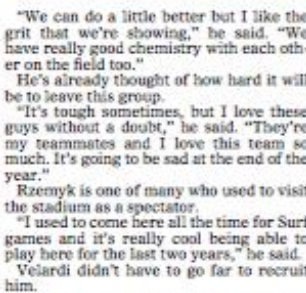 "We can do a little better but I like the
grit that we're showing," he said. "We
have really good chemistry with each oth-
er on the field too."
He's already thought of how hard it will
be to leave this group.
"It's tough sometimes, but I love these
guys without a doubt," he said. "They're
my teammates and I love this team so
much. It's going to be sad at the end of the
year."
Rzemyk is one of many who used to visit
the stadium as a spectator.
"I used to come here all the time for Surf
games and it's really cool being able to
play here for the last two years," he said.
Velardi didn't have to go far to recruit
him.